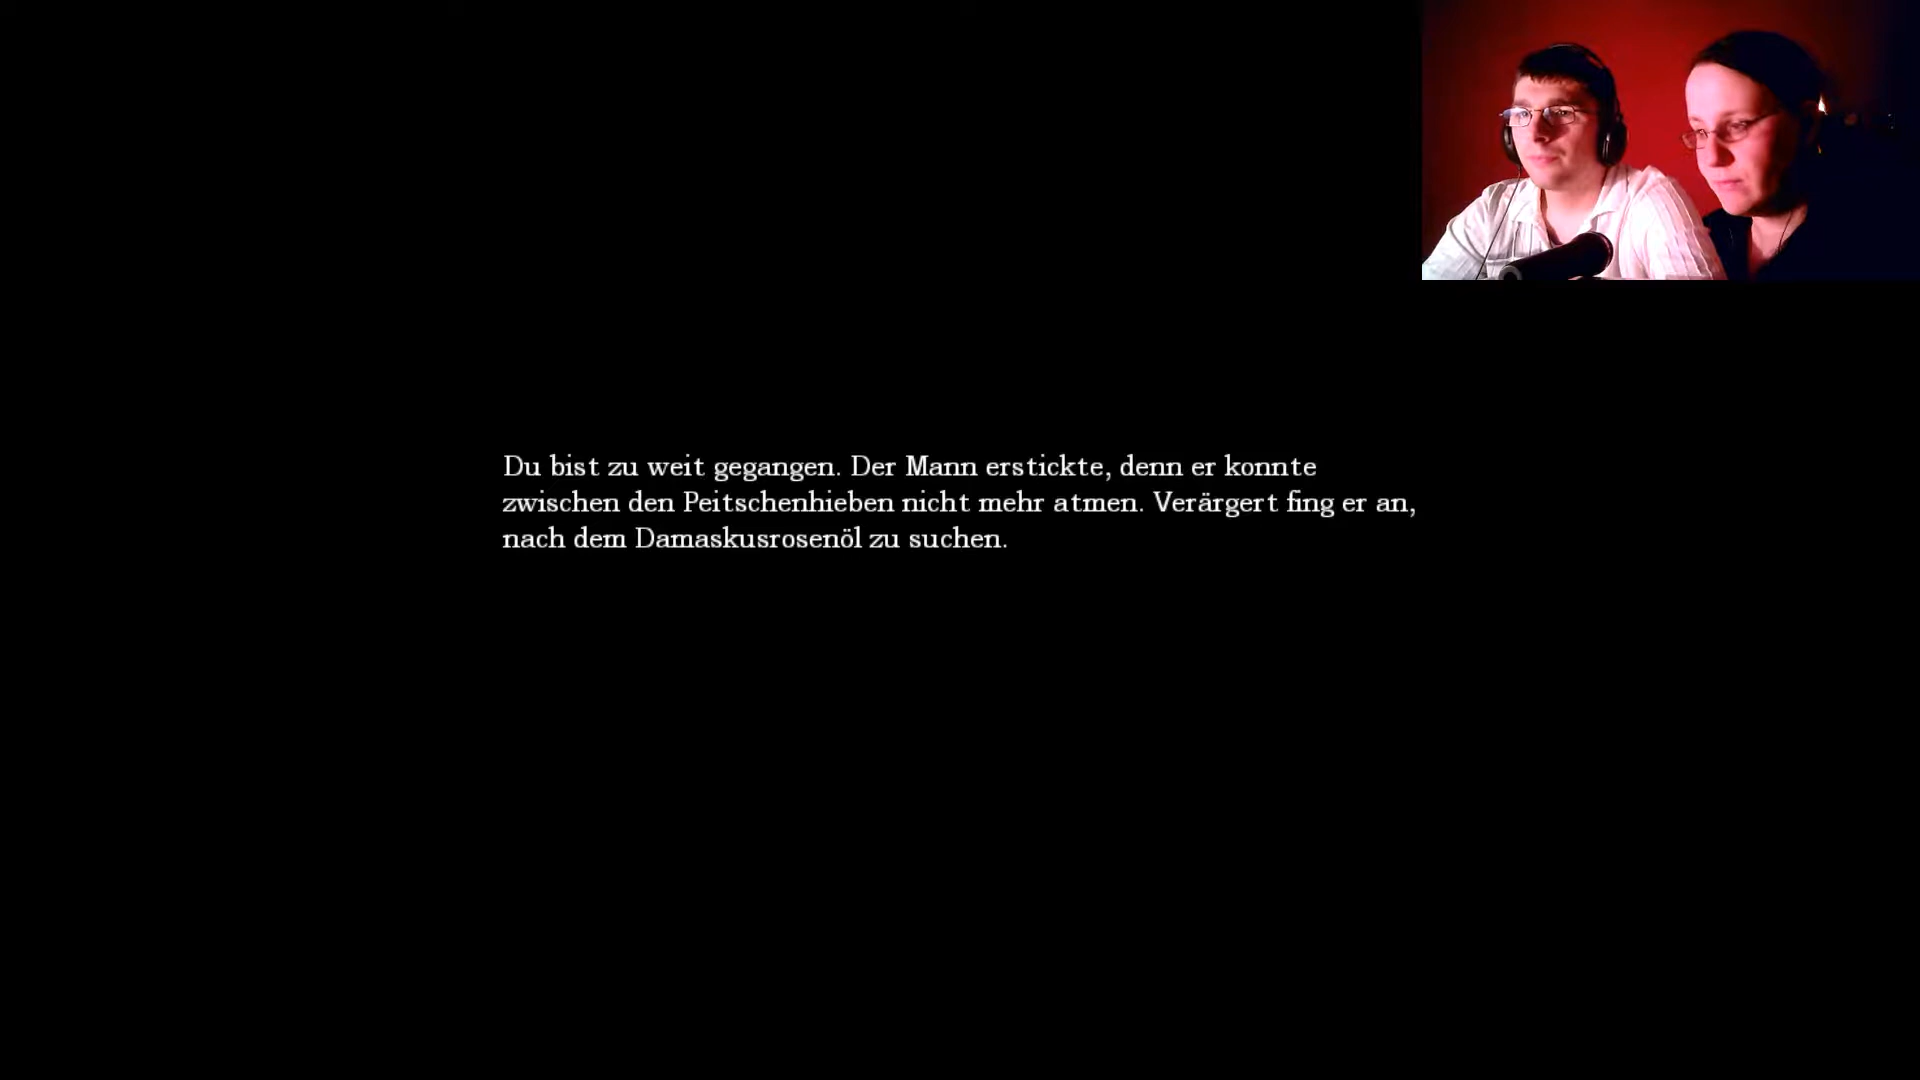 Du bist zu weit gegangen. Der Mann erstickte, denn er konnte
zwischen den Peitschenhieben nicht mehr atmen. Verärgert fing er an,
nach dem Damaskusrosenöl zu suchen.